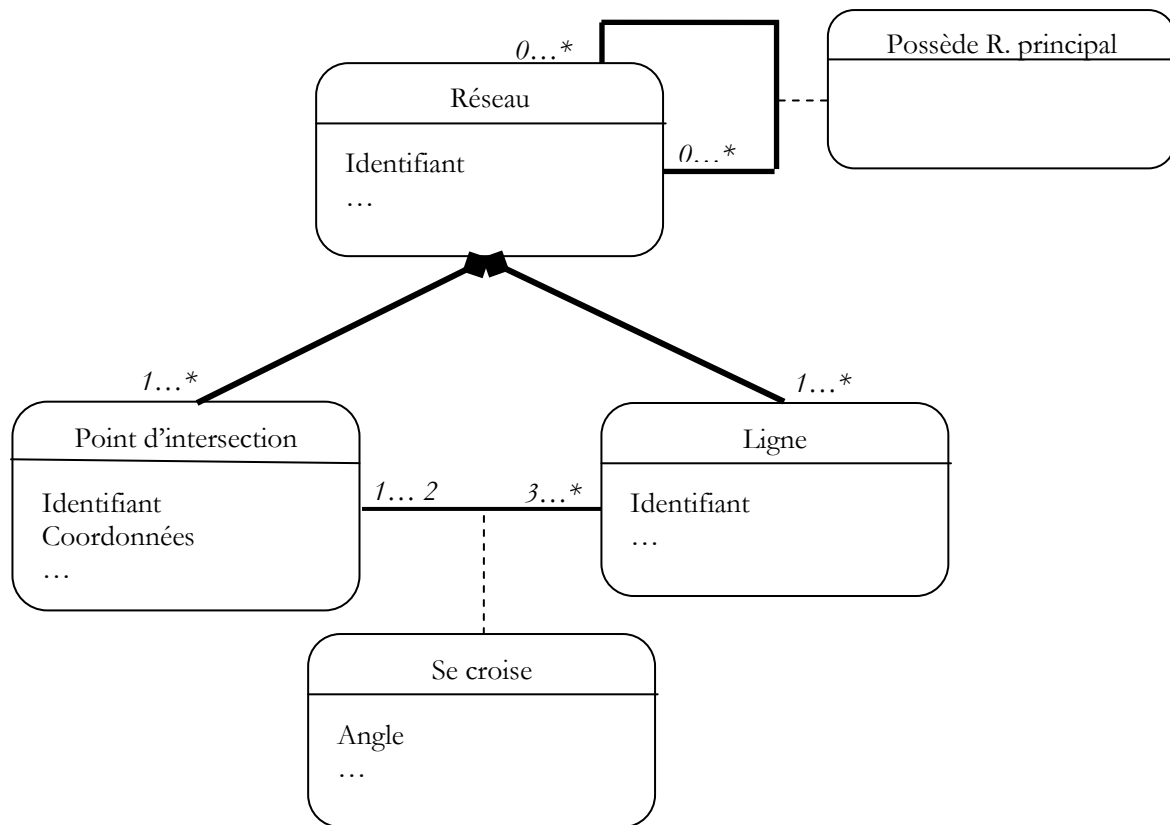 Possède R. principal
0…*
Réseau
Identifiant
…
0…*
1…*
1…*
Point d'intersection
Identifiant
Coordonnées
…
1… 2
3…*
Ligne
Identifiant
…
Se croise
Angle
…